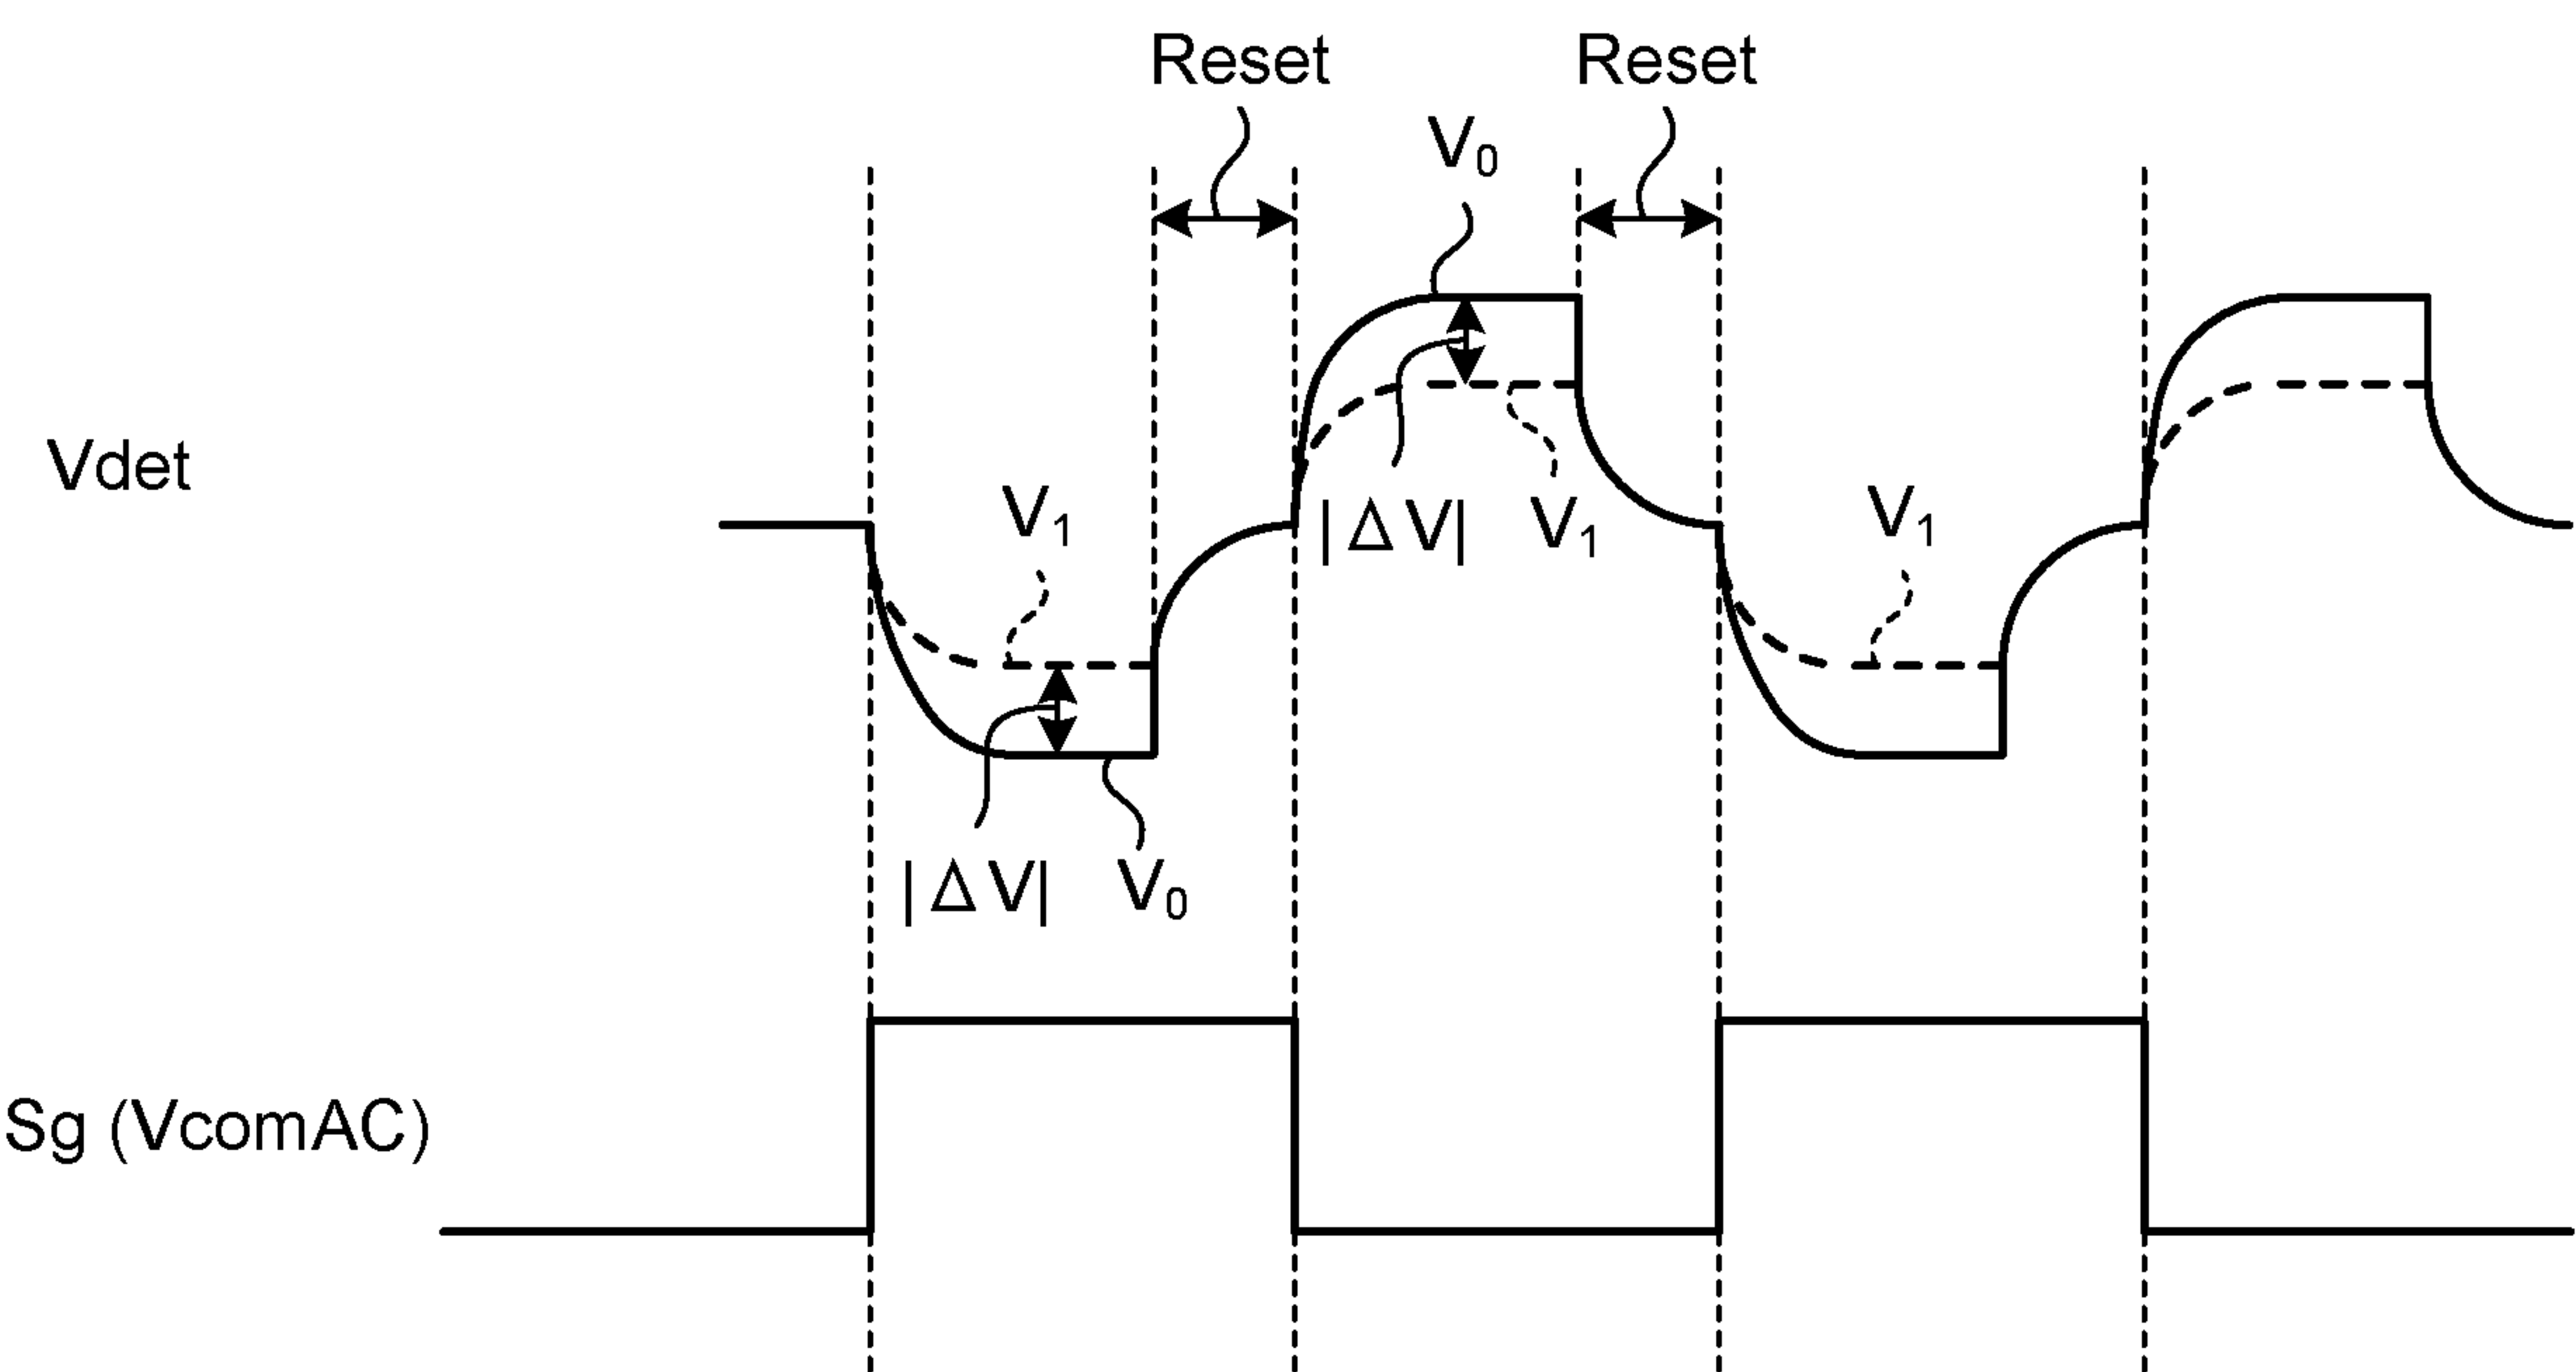 Reset
Reset
V₀
Vdet
V₁
|ΔV|
V₁
V₁
|ΔV|
V₀
Sg (VcomAC)